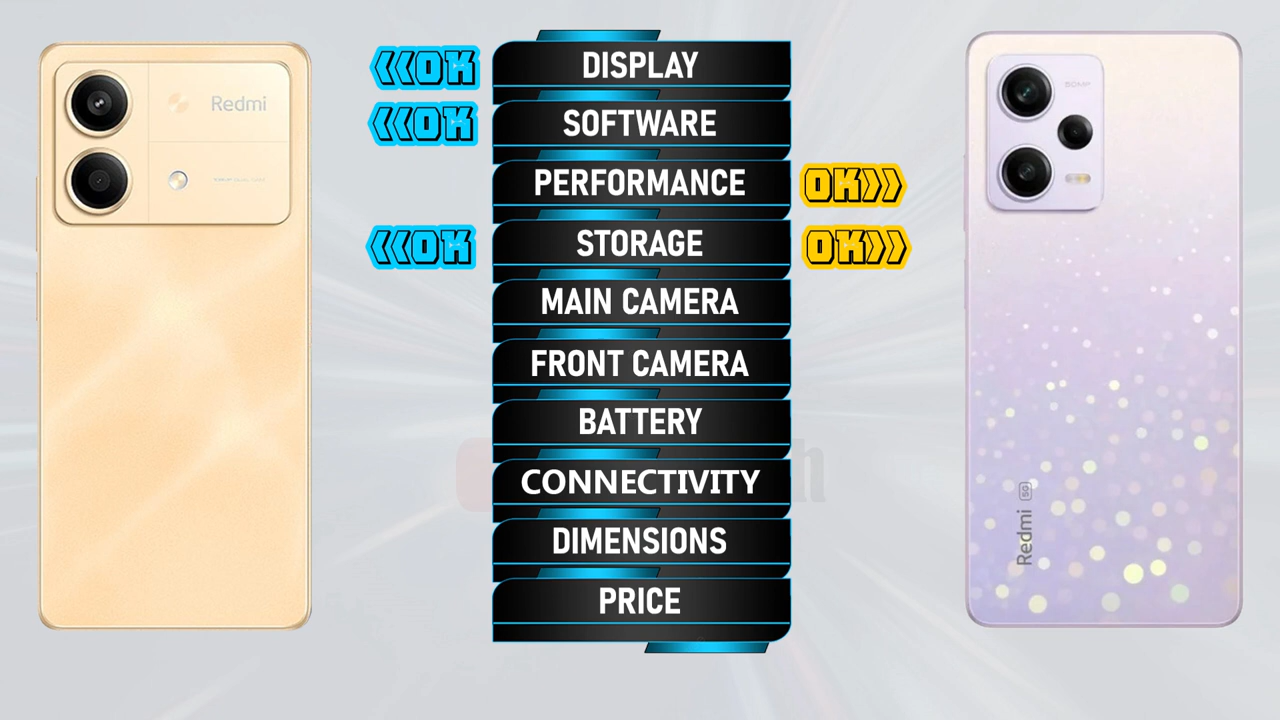 <<OK DISPLAY
<<OK SOFTWARE
PERFORMANCE OK>>
<<OK STORAGE OK>>
MAIN CAMERA
FRONT CAMERA
BATTERY
CONNECTIVITY
DIMENSIONS
PRICE
Redmi
50MP
Redmi 5G